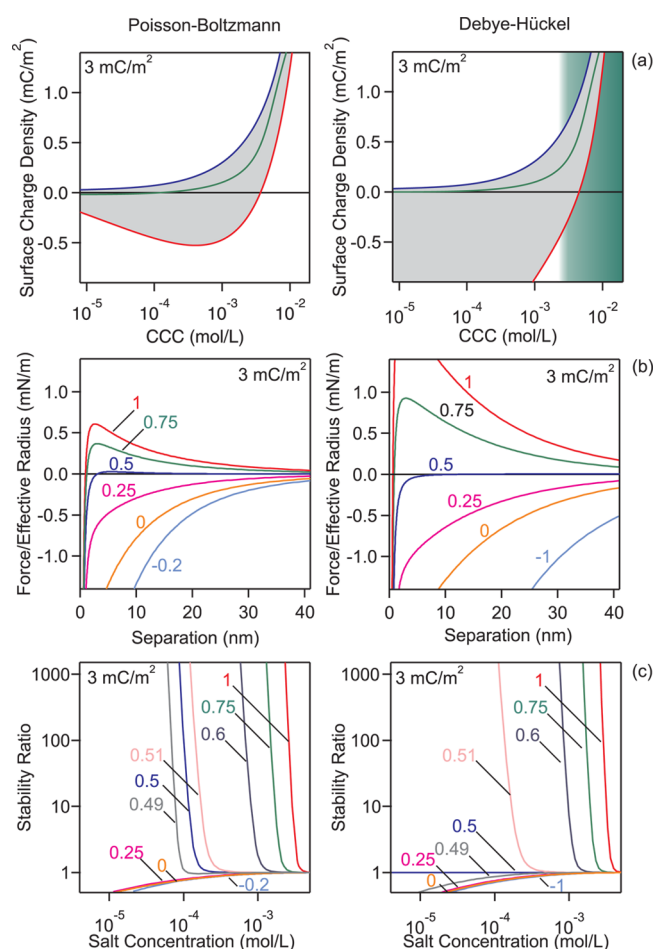 Poisson-Boltzmann
Debye-Hückel
3 mC/m²
3 mC/m²
(a)
Surface Charge Density (mC/m²)
1.0
0.5
0.0
-0.5
Surface Charge Density (mC/m²)
1.0
0.5
0.0
-0.5
10⁻⁵ 10⁻⁴ 10⁻³ 10⁻²
CCC (mol/L)
10⁻⁵ 10⁻⁴ 10⁻³ 10⁻²
CCC (mol/L)
3 mC/m²
3 mC/m²
(b)
Force/Effective Radius (mN/m)
1.0
0.5
0.0
-0.5
-1.0
1
0.75
0.5
0.25
0
-0.2
0 10 20 30 40
Separation (nm)
Force/Effective Radius (mN/m)
1.0
0.5
0.0
-0.5
-1.0
1
0.75
0.5
0.25
0
-1
0 10 20 30 40
Separation (nm)
3 mC/m²
3 mC/m²
(c)
Stability Ratio
1000
100
10
1
1
0.75
0.6
0.51
0.5
0.49
0.25
0
-0.2
10⁻⁵ 10⁻³
Salt Concentration (mol/L)
Stability Ratio
1000
100
10
1
1
0.75
0.6
0.51
0.5
0.49
0.25
0
-1
10⁻⁵ 10⁻³
Salt Concentration (mol/L)